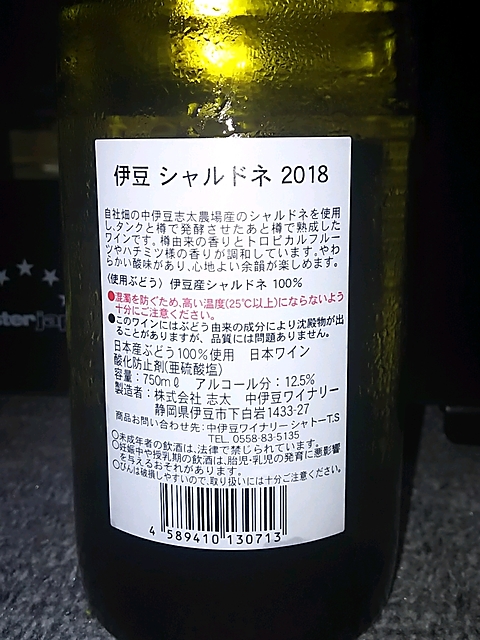 伊豆 シャルドネ 2018
自社畑の中伊豆志太農場産のシャルドネを使用
し、タンクと樽で発酵させたあと樽で熟成した
ワインです。樽由来の香りとトロピカルフルー
ツやハチミツ様の香りが調和しています。やわ
らかい酸味があり、心地よい余韻が楽しめます。
〈使用ぶどう〉伊豆産シャルドネ 100%
●混濁を防ぐため、高い温度(25℃以上)にならないよう
十分にご注意ください。
●このワインにはぶどう由来の成分により沈殿物が出
ることがありますが、品質には問題ありません。
日本産ぶどう100%使用 日本ワイン
酸化防止剤(亜硫酸塩)
容量：750mℓ アルコール分：12.5%
製造者：株式会社 志太 中伊豆ワイナリー
静岡県伊豆市下白岩1433-27
商品お問い合わせ先:中伊豆ワイナリー シャトーT.S
TEL 0558-83-5135
○未成年者の飲酒は、法律で禁じられています。
○妊娠中や授乳期の飲酒は、胎児・乳児の発育に悪影響
を与えるおそれがあります。
○びんは破損しやすいので、取り扱いには十分ご注意ください。
4 589410 130713